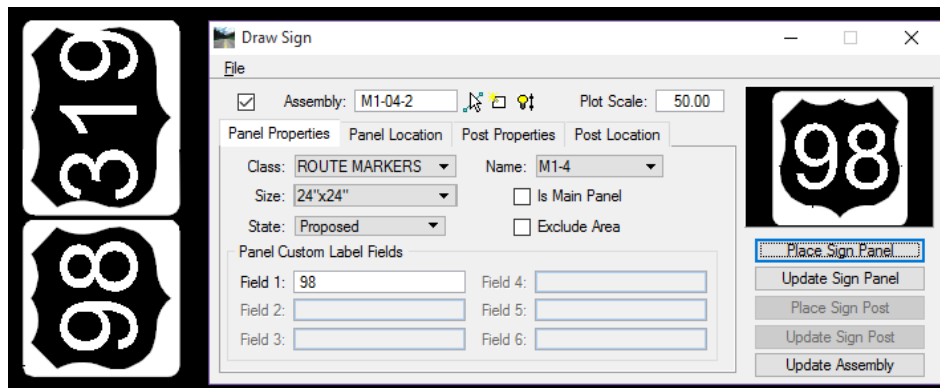 319
98
Draw Sign
File
Assembly: M1-04-2 Plot Scale: 50.00
Panel Properties Panel Location Post Properties Post Location
Class: ROUTE MARKERS Name: M1-4
Size: 24"x24" Is Main Panel
State: Proposed Exclude Area
Panel Custom Label Fields
Field 1: 98 Field 4:
Field 2: Field 5:
Field 3: Field 6:
98
Place Sign Panel
Update Sign Panel
Place Sign Post
Update Sign Post
Update Assembly